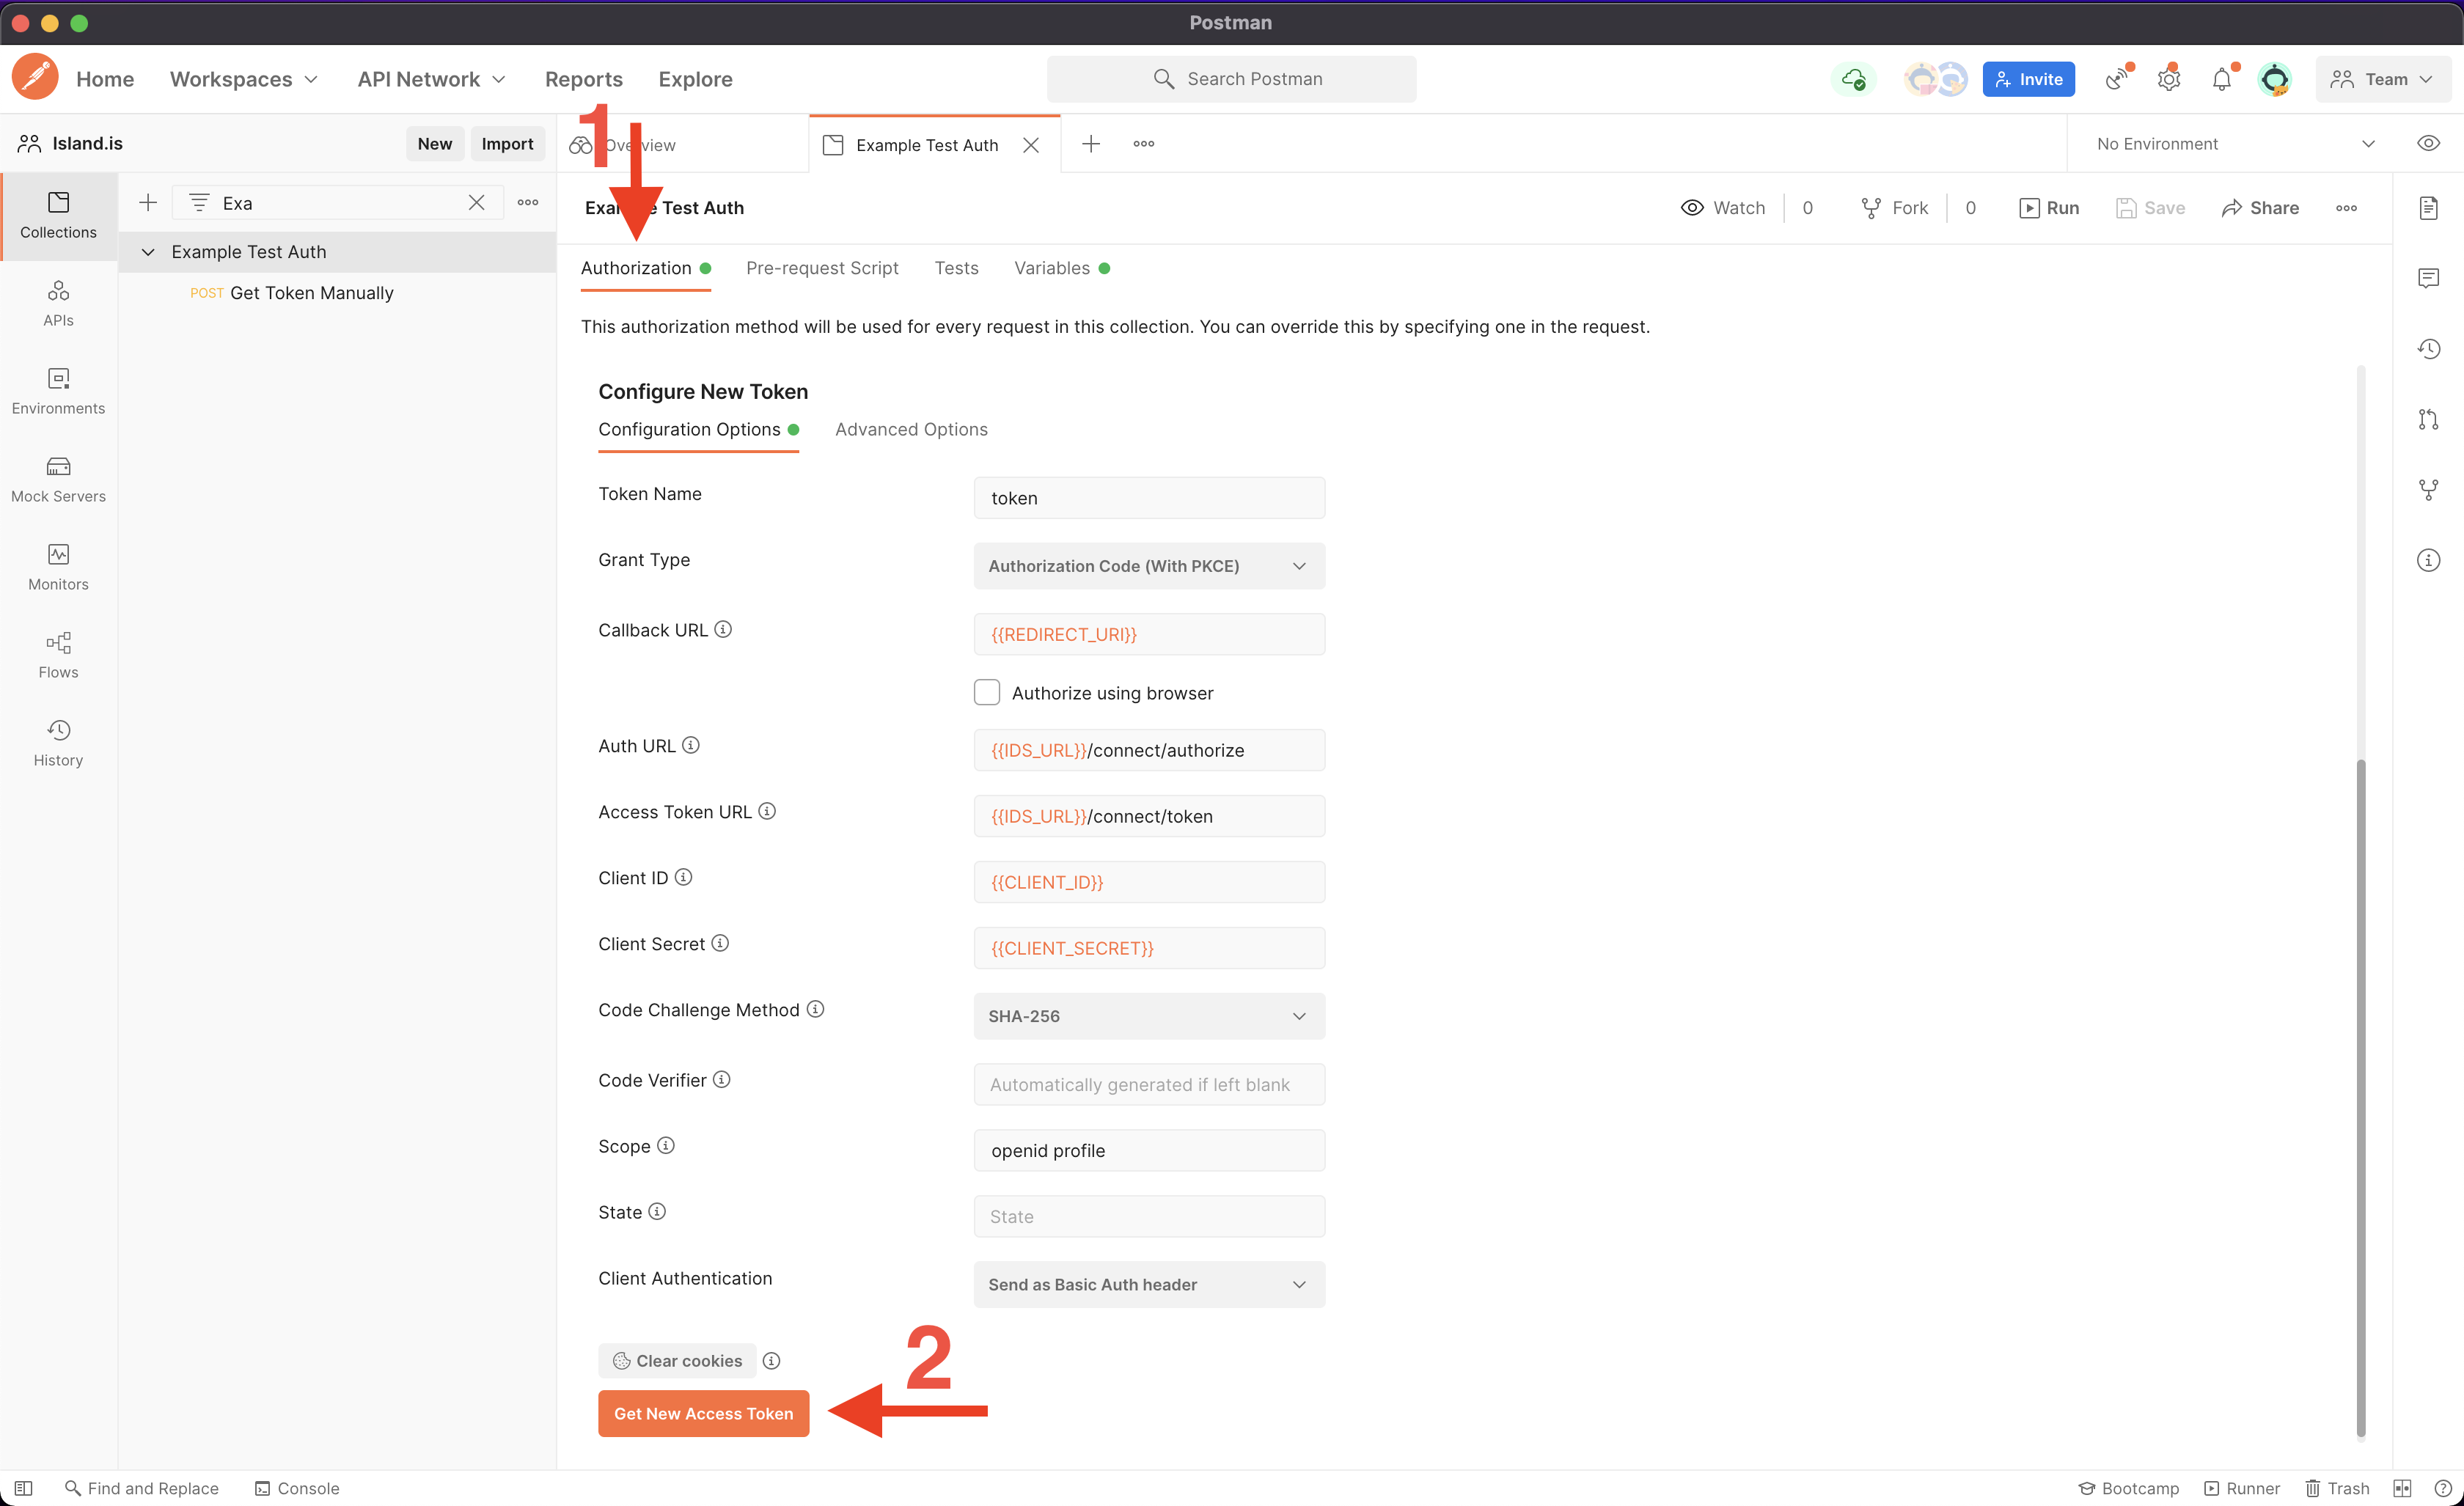 Postman
Home Workspaces API Network Reports Explore Search Postman Invite Team
Island.is New Import Overview Example Test Auth No Environment
1
Exa
Example Test Auth Watch 0 Fork 0 Run Save Share
Collections
Example Test Auth
POST Get Token Manually
APIs
Environments
Mock Servers
Monitors
Flows
History
Authorization Pre-request Script Tests Variables
This authorization method will be used for every request in this collection. You can override this by specifying one in the request.
Configure New Token
Configuration Options Advanced Options
Token Name token
Grant Type Authorization Code (With PKCE)
Callback URL {{REDIRECT_URI}}
Authorize using browser
Auth URL {{IDS_URL}}/connect/authorize
Access Token URL {{IDS_URL}}/connect/token
Client ID {{CLIENT_ID}}
Client Secret {{CLIENT_SECRET}}
Code Challenge Method SHA-256
Code Verifier Automatically generated if left blank
Scope openid profile
State State
Client Authentication Send as Basic Auth header
Clear cookies
2
Get New Access Token
Find and Replace Console Bootcamp Runner Trash